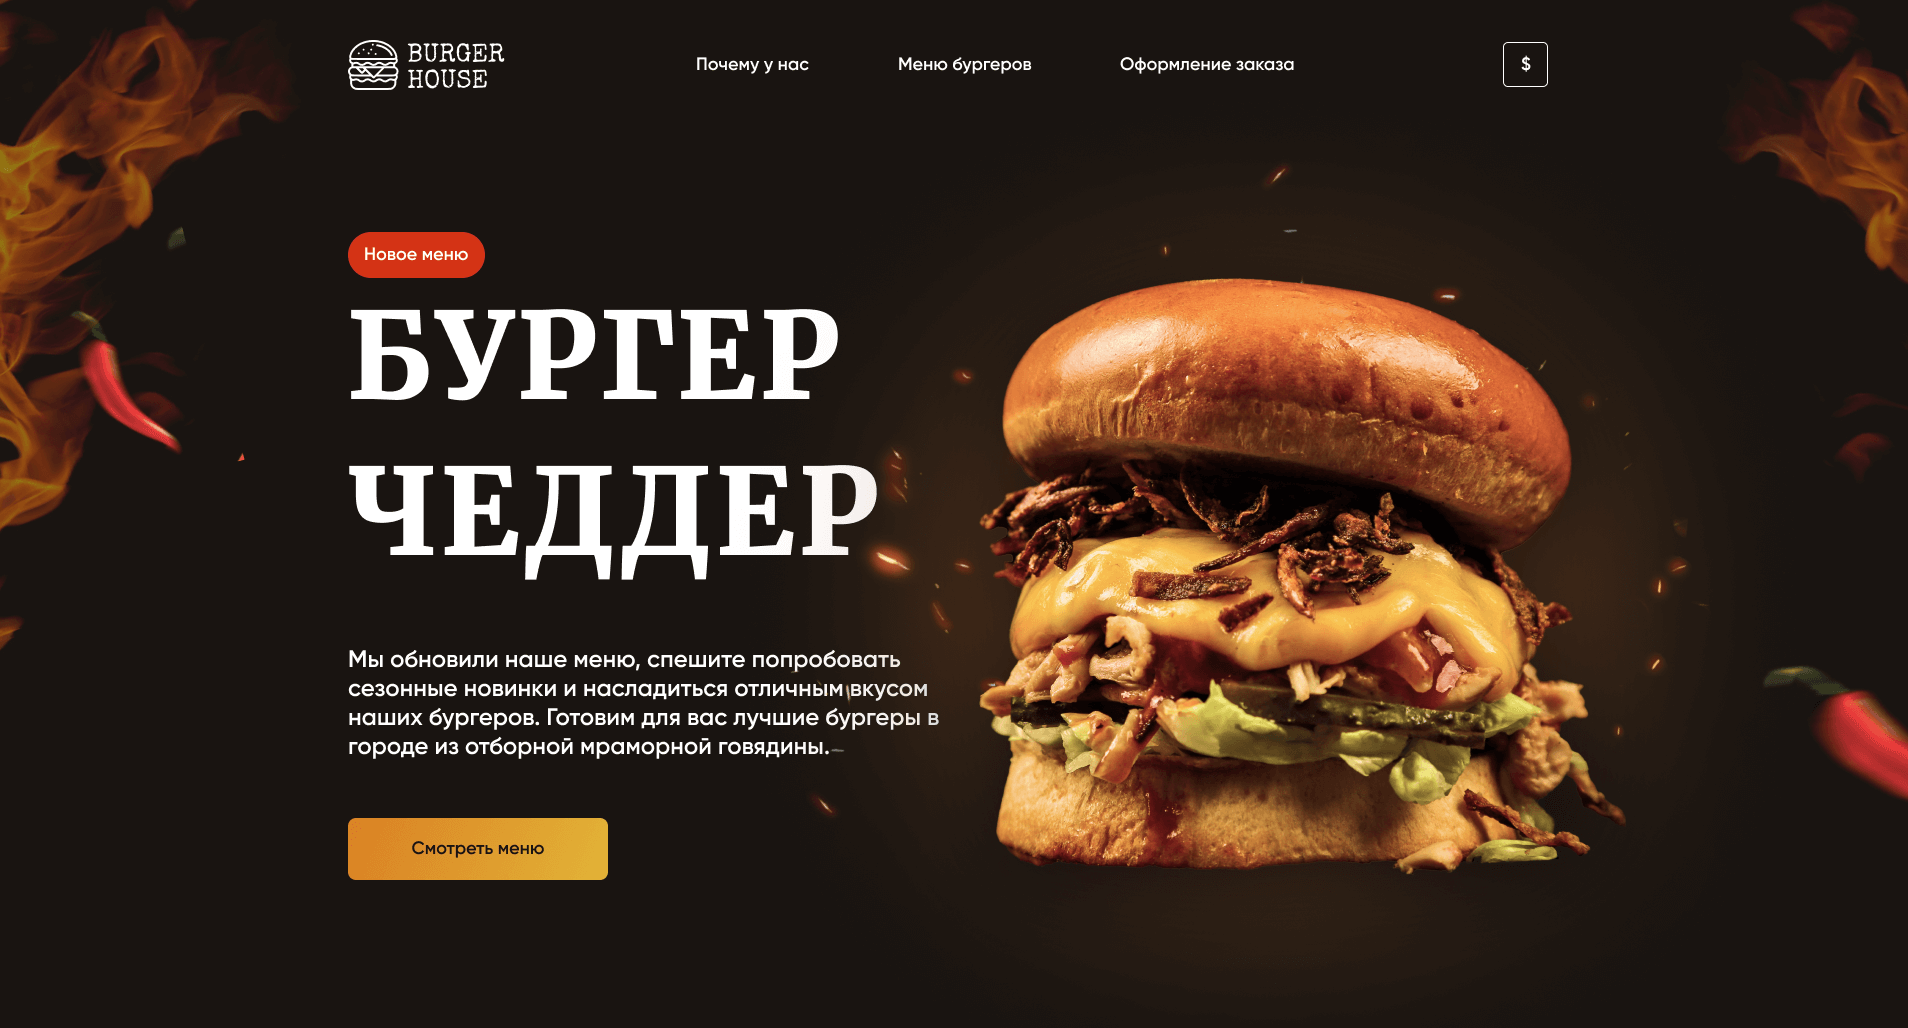 BURGER
HOUSE
Почему у нас
Меню бургеров
Оформление заказа
$
Новое меню
БУРГЕР
ЧЕДДЕР
Мы обновили наше меню, спешите попробовать
сезонные новинки и насладиться отличным вкусом
наших бургеров. Готовим для вас лучшие бургеры в
городе из отборной мраморной говядины.
Смотреть меню